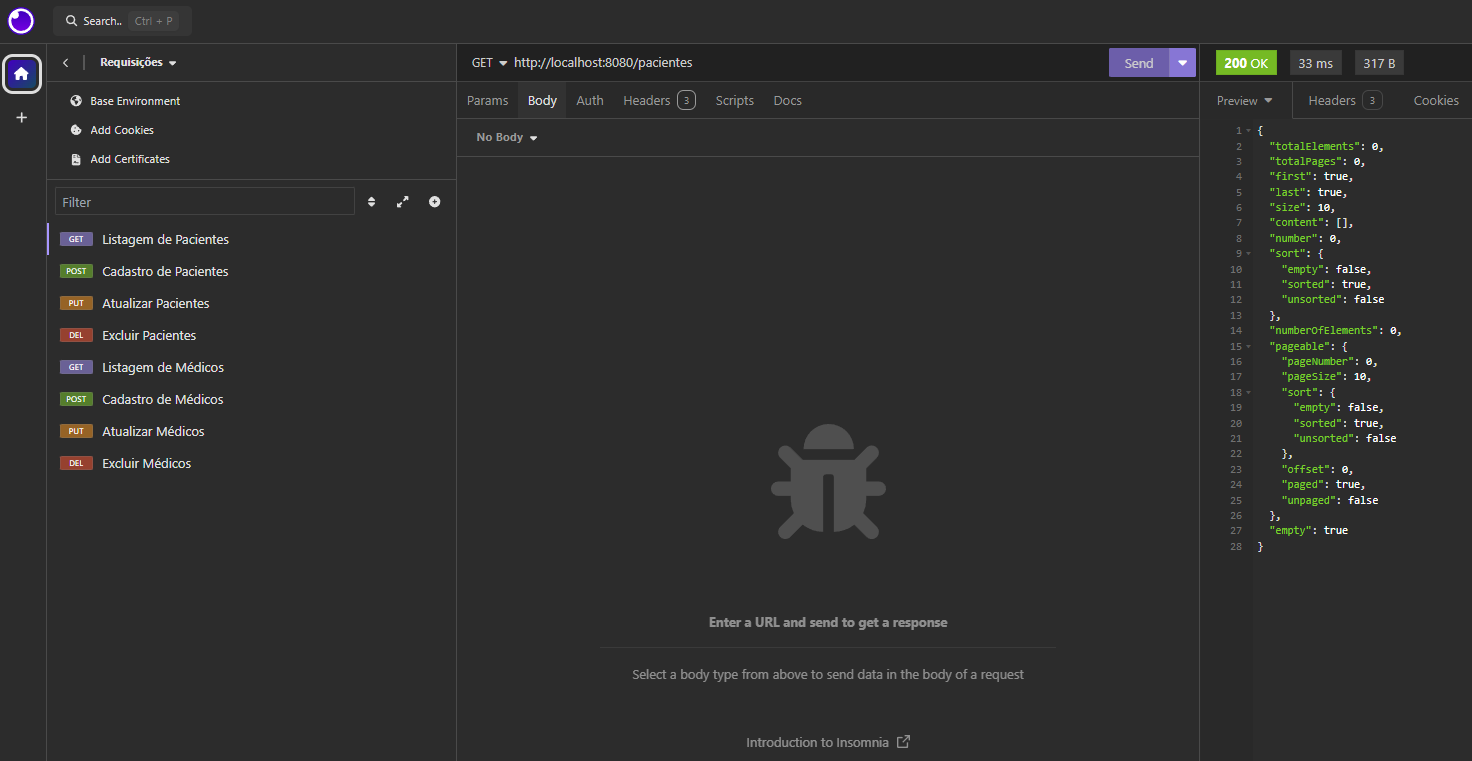 Search.. Ctrl + P
Requisições
Base Environment
Add Cookies
Add Certificates
Filter
GET Listagem de Pacientes
POST Cadastro de Pacientes
PUT Atualizar Pacientes
DEL Excluir Pacientes
GET Listagem de Médicos
POST Cadastro de Médicos
PUT Atualizar Médicos
DEL Excluir Médicos
GET http://localhost:8080/pacientes Send
Params Body Auth Headers 3 Scripts Docs
No Body
Enter a URL and send to get a response
Select a body type from above to send data in the body of a request
Introduction to Insomnia
200 OK 33 ms 317 B
Preview Headers 3 Cookies
1 {
2 "totalElements": 0,
3 "totalPages": 0,
4 "first": true,
5 "last": true,
6 "size": 10,
7 "content": [],
8 "number": 0,
9 "sort": {
10 "empty": false,
11 "sorted": true,
12 "unsorted": false
13 },
14 "numberOfElements": 0,
15 "pageable": {
16 "pageNumber": 0,
17 "pageSize": 10,
18 "sort": {
19 "empty": false,
20 "sorted": true,
21 "unsorted": false
22 },
23 "offset": 0,
24 "paged": true,
25 "unpaged": false
26 },
27 "empty": true
28 }